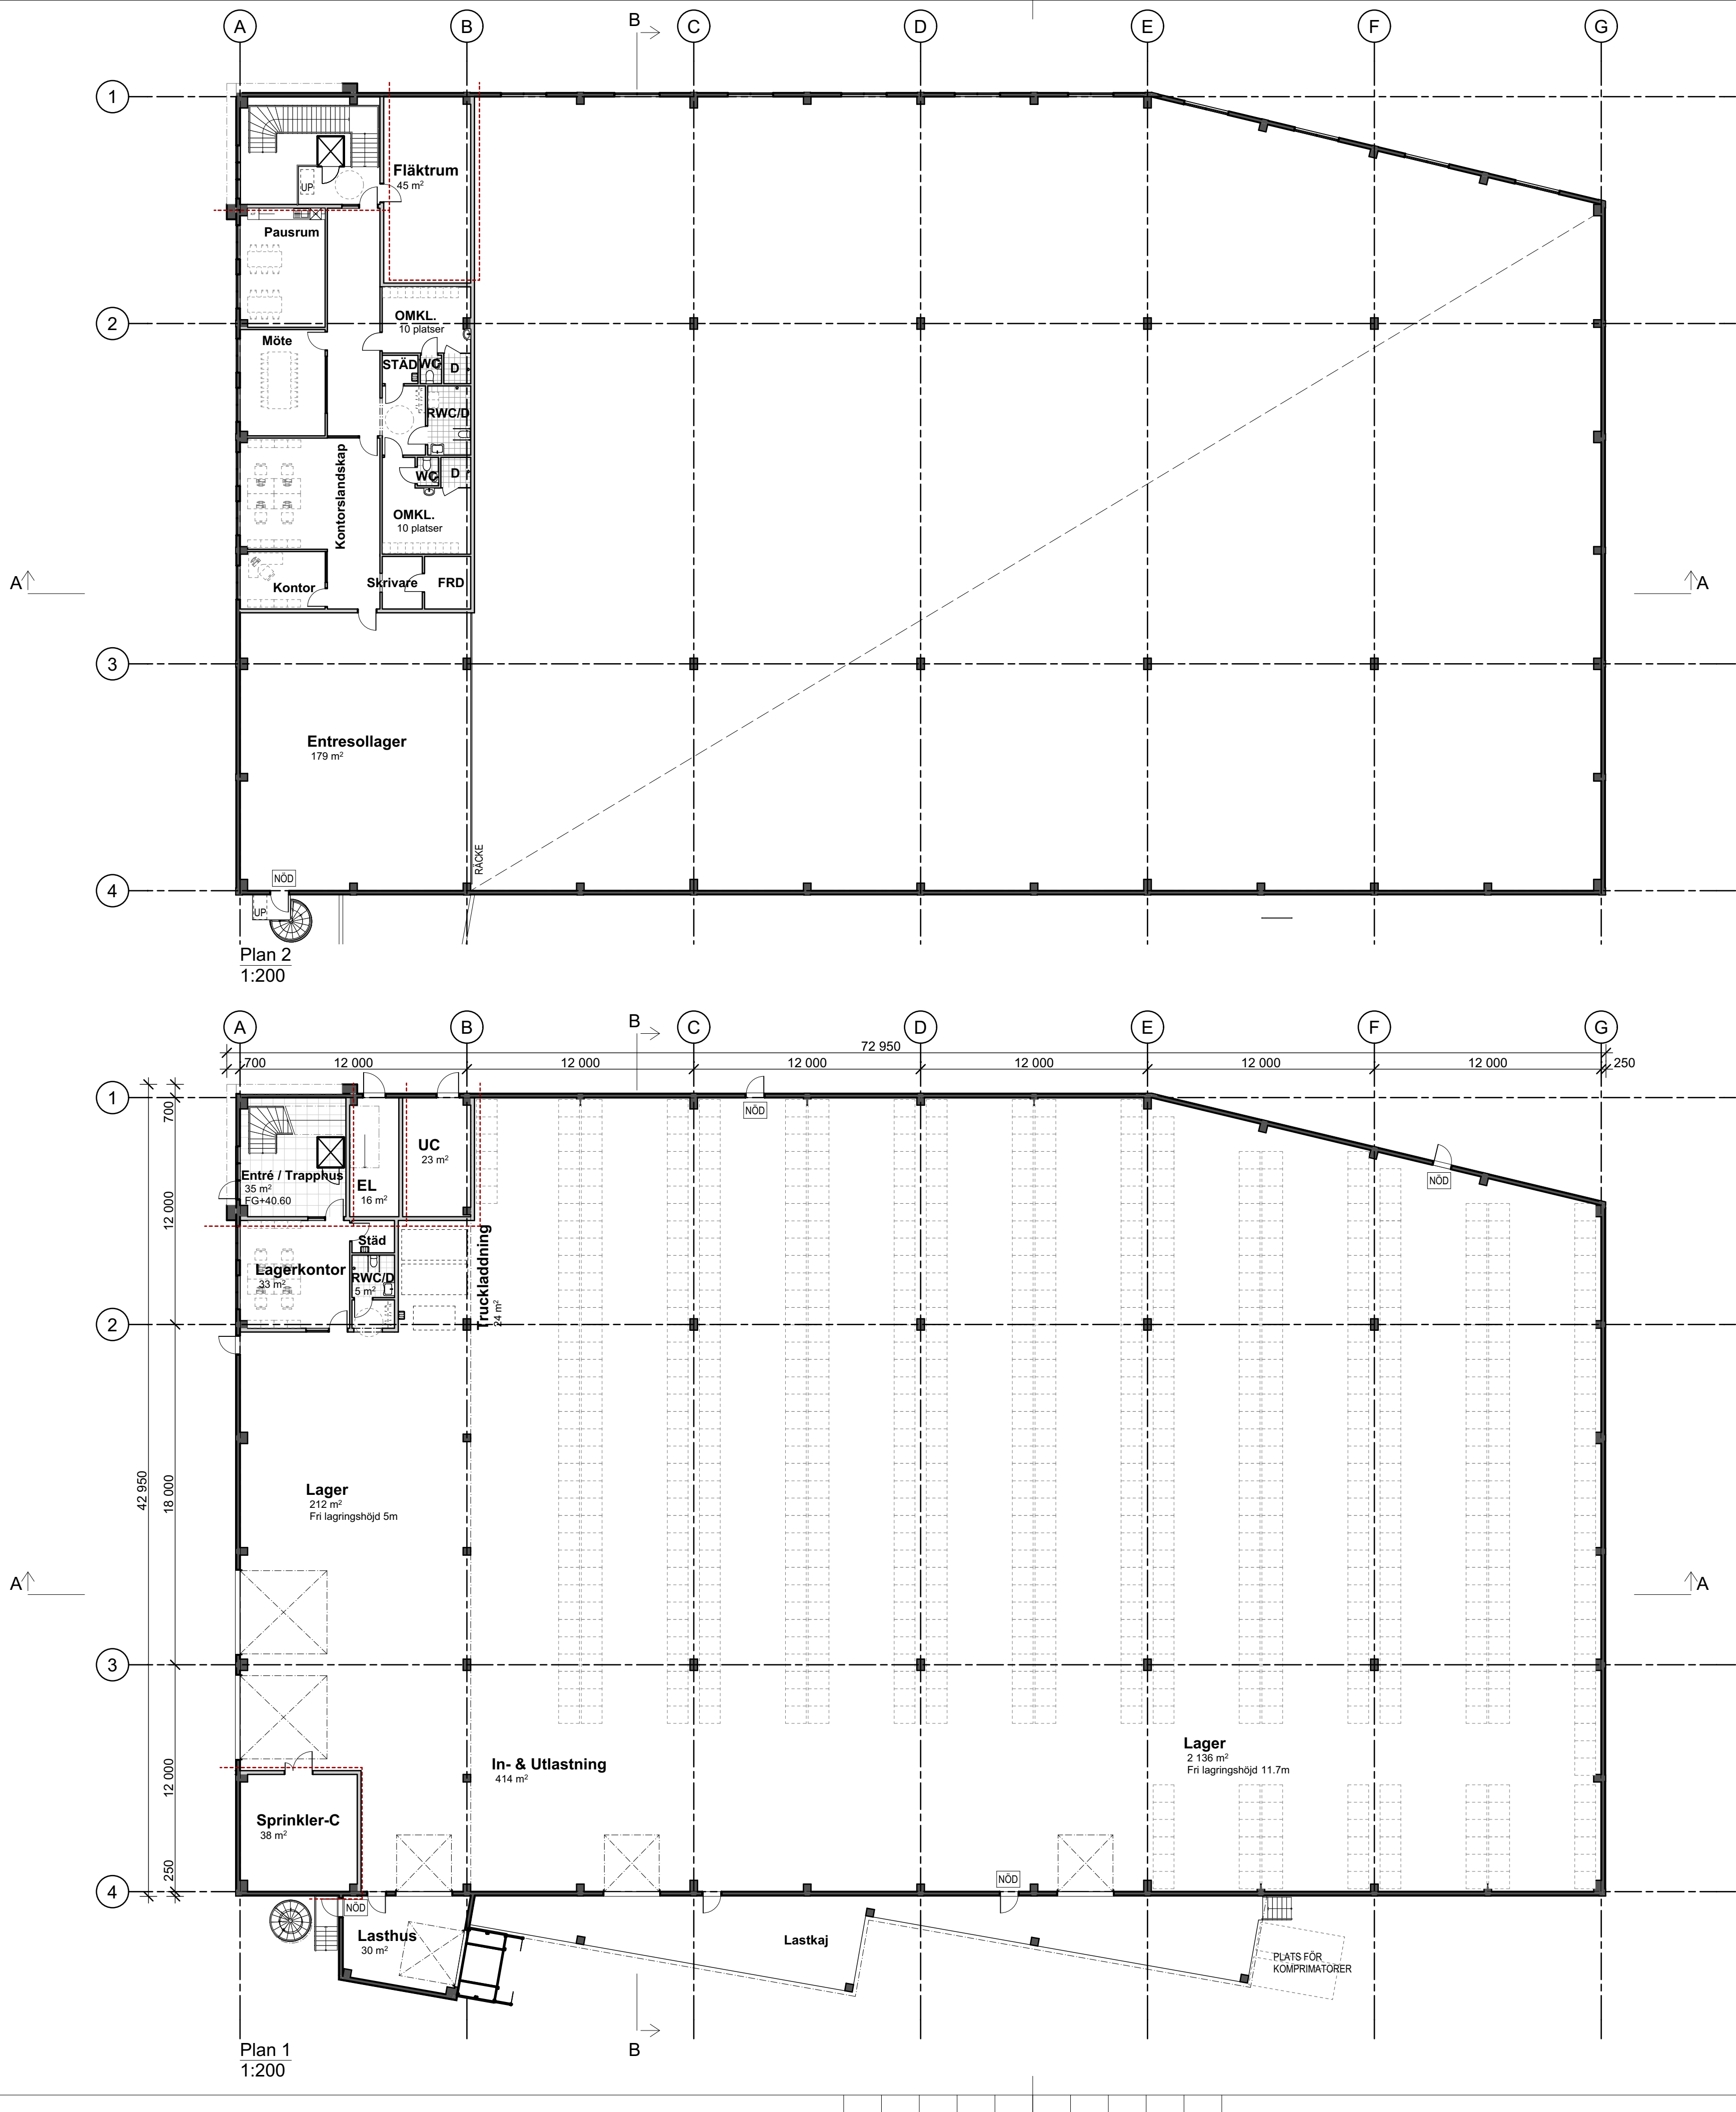 A B B C D E F G
1
Fläktrum
45 m²
UP
Pausrum
2
OMKL.
10 platser
Möte
STÄD WC D
RWC/D
Kontorslandskap
WC D
OMKL.
10 platser
A
Kontor
Skrivare FRD
A
3
Entresollager
179 m²
RÄCKE
4
NÖD
UP
Plan 2
1:200
A B B C D E F G
72 950
700 12 000 12 000 12 000 12 000 12 000 12 000 250
1
700
NÖD
UC
23 m²
Entré / Trapphus
35 m²
FG+40.60
EL
16 m²
NÖD
12 000
Städ
Truckladdning
24 m²
Lagerkontor
33 m²
RWC/D
5 m²
2
42 950
18 000
Lager
212 m²
Fri lagringshöjd 5m
A
A
3
In- & Utlastning
414 m²
Lager
2 136 m²
Fri lagringshöjd 11.7m
12 000
Sprinkler-C
38 m²
250
4
NÖD
NÖD
Lasthus
30 m²
Lastkaj
PLATS FÖR
KOMPRIMATORER
Plan 1
1:200
B